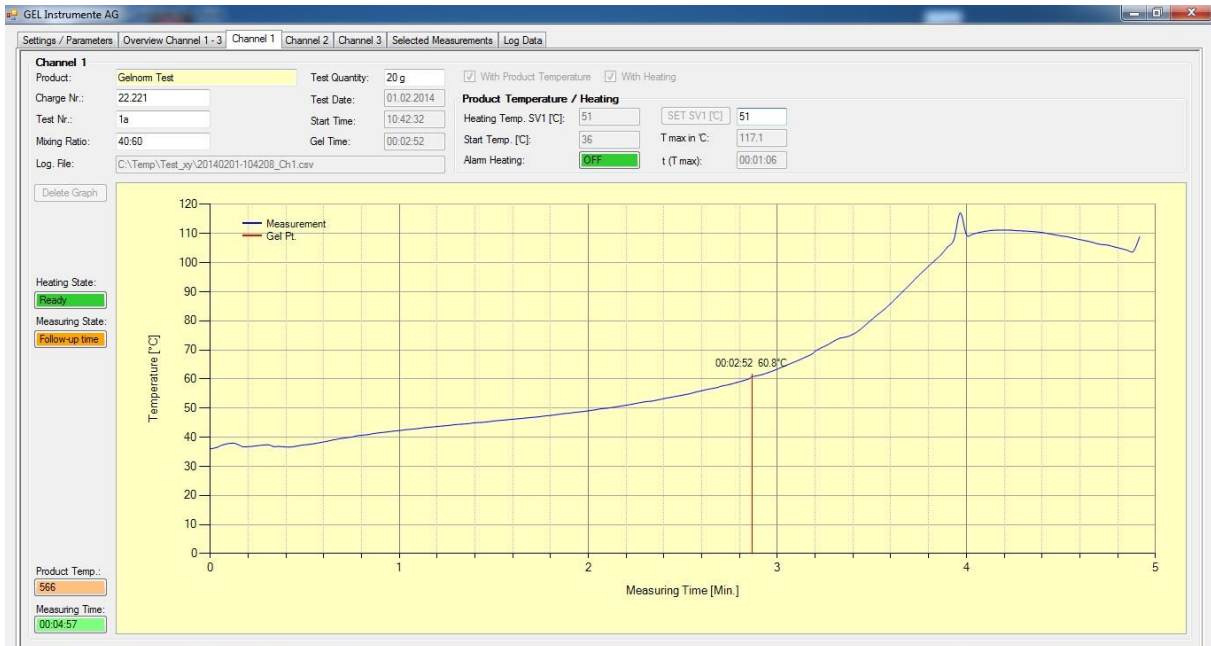 GEL Instrumente AG
Settings / Parameters Overview Channel 1 - 3 Channel 1 Channel 2 Channel 3 Selected Measurements Log Data
Channel 1
Product: Gelnorm Test Test Quantity: 20 g With Product Temperature With Heating
Charge Nr.: 22.221 Test Date: 01.02.2014 Product Temperature / Heating
Test Nr.: 1a Start Time: 10:42:32 Heating Temp. SV1 [°C]: 51 SET SV1 [°C] 51
Mixing Ratio: 40:60 Gel Time: 00:02:52 Start Temp. [°C]: 36 T max in °C: 117.1
Log. File: C:\Temp\Test_xy\20140201-104208_Ch1.csv Alarm Heating: OFF t (T max): 00:01:06
Delete Graph
Heating State:
Ready
Measuring State:
Follow-up time
Product Temp.:
566
Measuring Time:
00:04:57
Measurement
Gel Pt.
Temperature [°C]
120
110
100
90
80
70
60
50
40
30
20
10
0
00:02:52 60.8°C
0 1 2 3 4 5
Measuring Time [Min.]